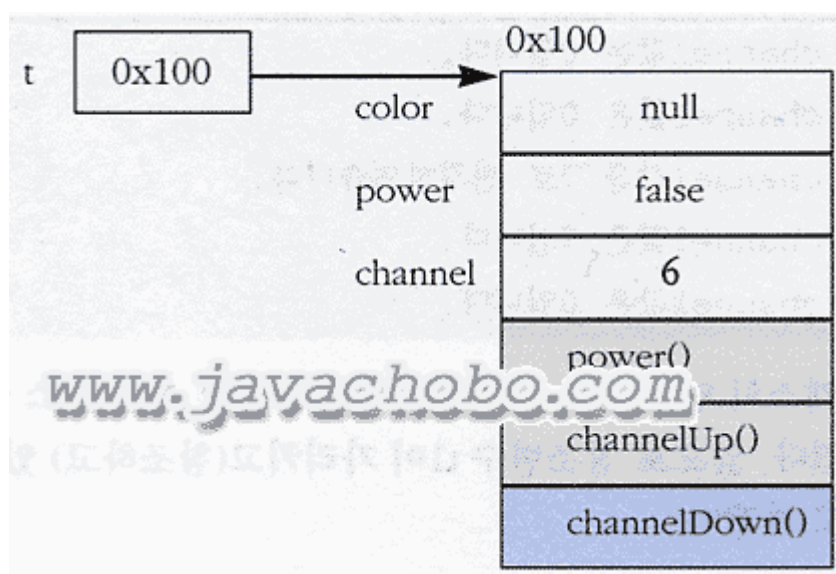 0x100
t
0x100
color
null
power
false
channel
6
power()
www.javachobo.com
channelUp()
channelDown()